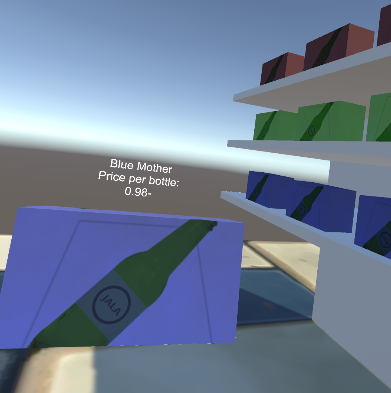 Blue Mother
Price per bottle:
0.98-
JALA